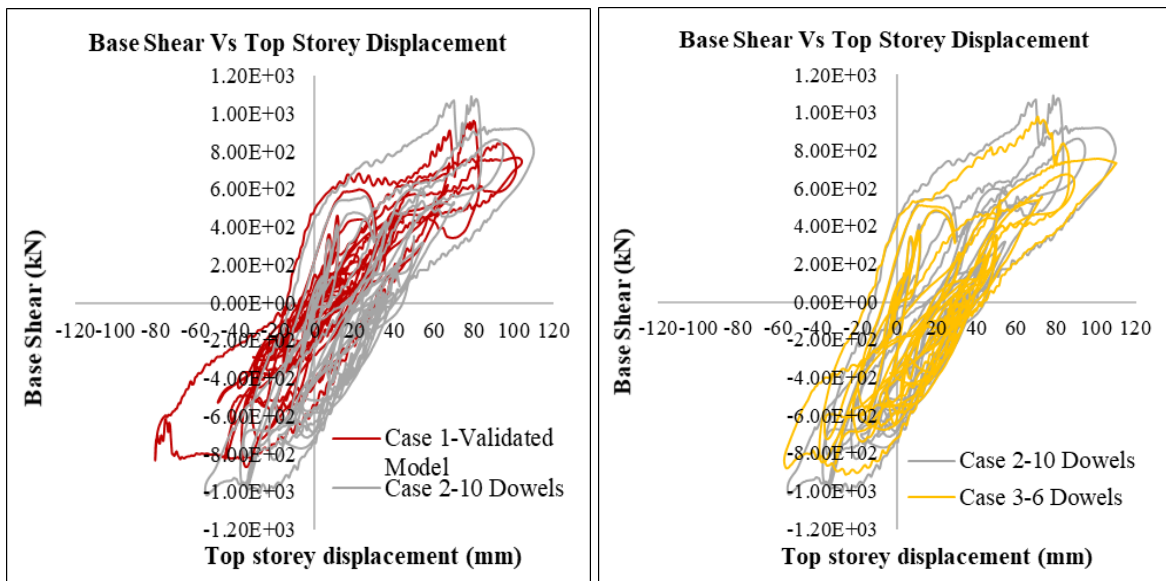 Base Shear Vs Top Storey Displacement
1.20E+03
1.00E+03
8.00E+02
6.00E+02
4.00E+02
2.00E+02
0.00E+00
-120-100 -80 -60 -40 -20 0 20 40 60 80 100 120
-2.00E+02
-4.00E+02
-6.00E+02
-8.00E+02
-1.00E+03
-1.20E+03
Base Shear (kN)
Case 1-Validated
Model
Case 2-10 Dowels
Top storey displacement (mm)
Base Shear Vs Top Storey Displacement
1.20E+03
1.00E+03
8.00E+02
6.00E+02
4.00E+02
2.00E+02
0.00E+00
-120-100 -80 -60 -40 -20 0 20 40 60 80 100 120
-2.00E+02
-4.00E+02
-6.00E+02
-8.00E+02
-1.00E+03
-1.20E+03
Base Shear (kN)
Case 2-10 Dowels
Case 3-6 Dowels
Top storey displacement (mm)